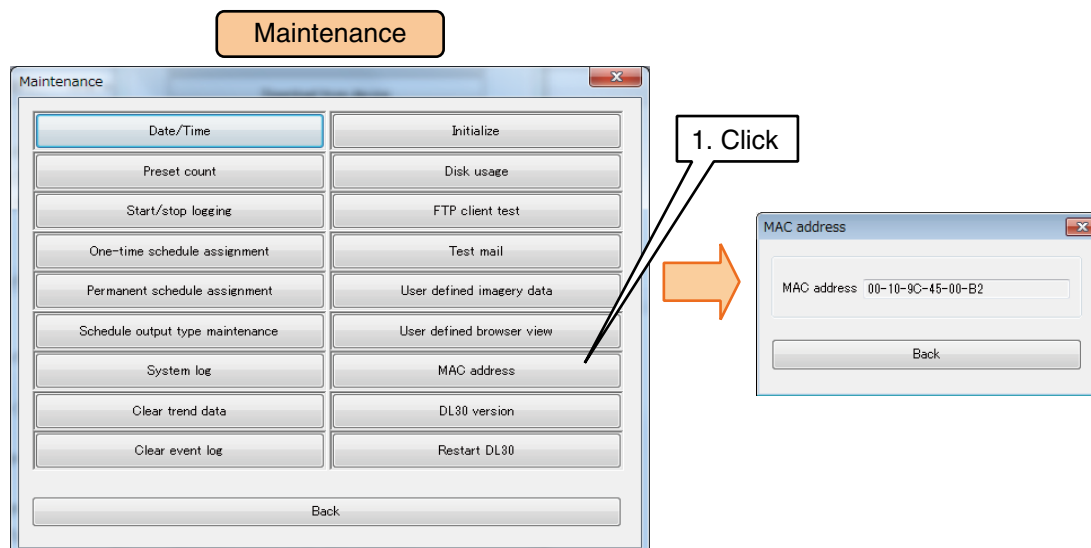 Maintenance
Maintenance
Date/Time
Initialize
Preset count
Disk usage
Start/stop logging
FTP client test
One-time schedule assignment
Test mail
Permanent schedule assignment
User defined imagery data
Schedule output type maintenance
User defined browser view
System log
MAC address
Clear trend data
DL30 version
Clear event log
Restart DL30
Back
1. Click
MAC address
MAC address 00-10-9C-45-00-B2
Back